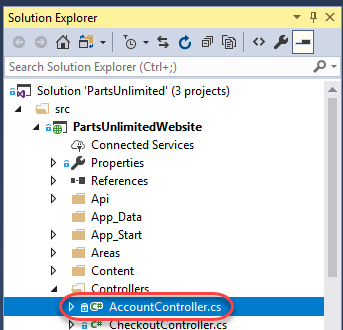 Solution Explorer
Search Solution Explorer (Ctrl+;)
Solution 'PartsUnlimited' (3 projects)
src
PartsUnlimitedWebsite
Connected Services
Properties
References
Api
App_Data
App_Start
Areas
Content
Controllers
C# AccountController.cs
C# CheckoutController.cs